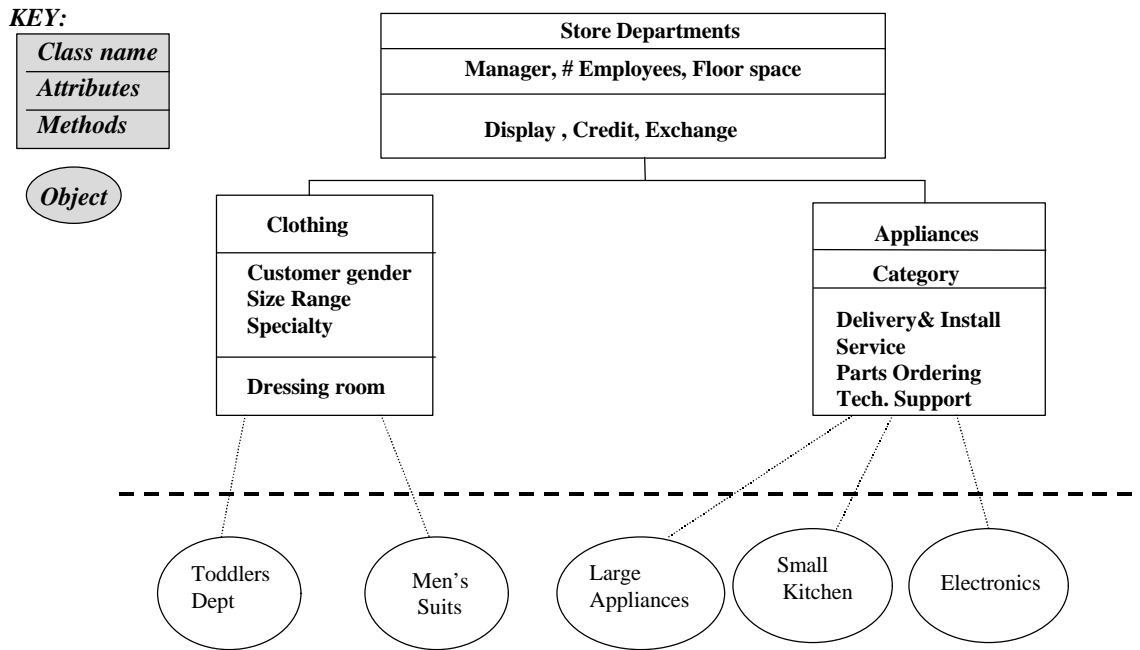 KEY:
Class name
Attributes
Methods
Object
Store Departments
Manager, # Employees, Floor space
Display , Credit, Exchange
Clothing
Customer gender
Size Range
Specialty
Dressing room
Appliances
Category
Delivery& Install
Service
Parts Ordering
Tech. Support
Toddlers
Dept
Men’s
Suits
Large
Appliances
Small
Kitchen
Electronics